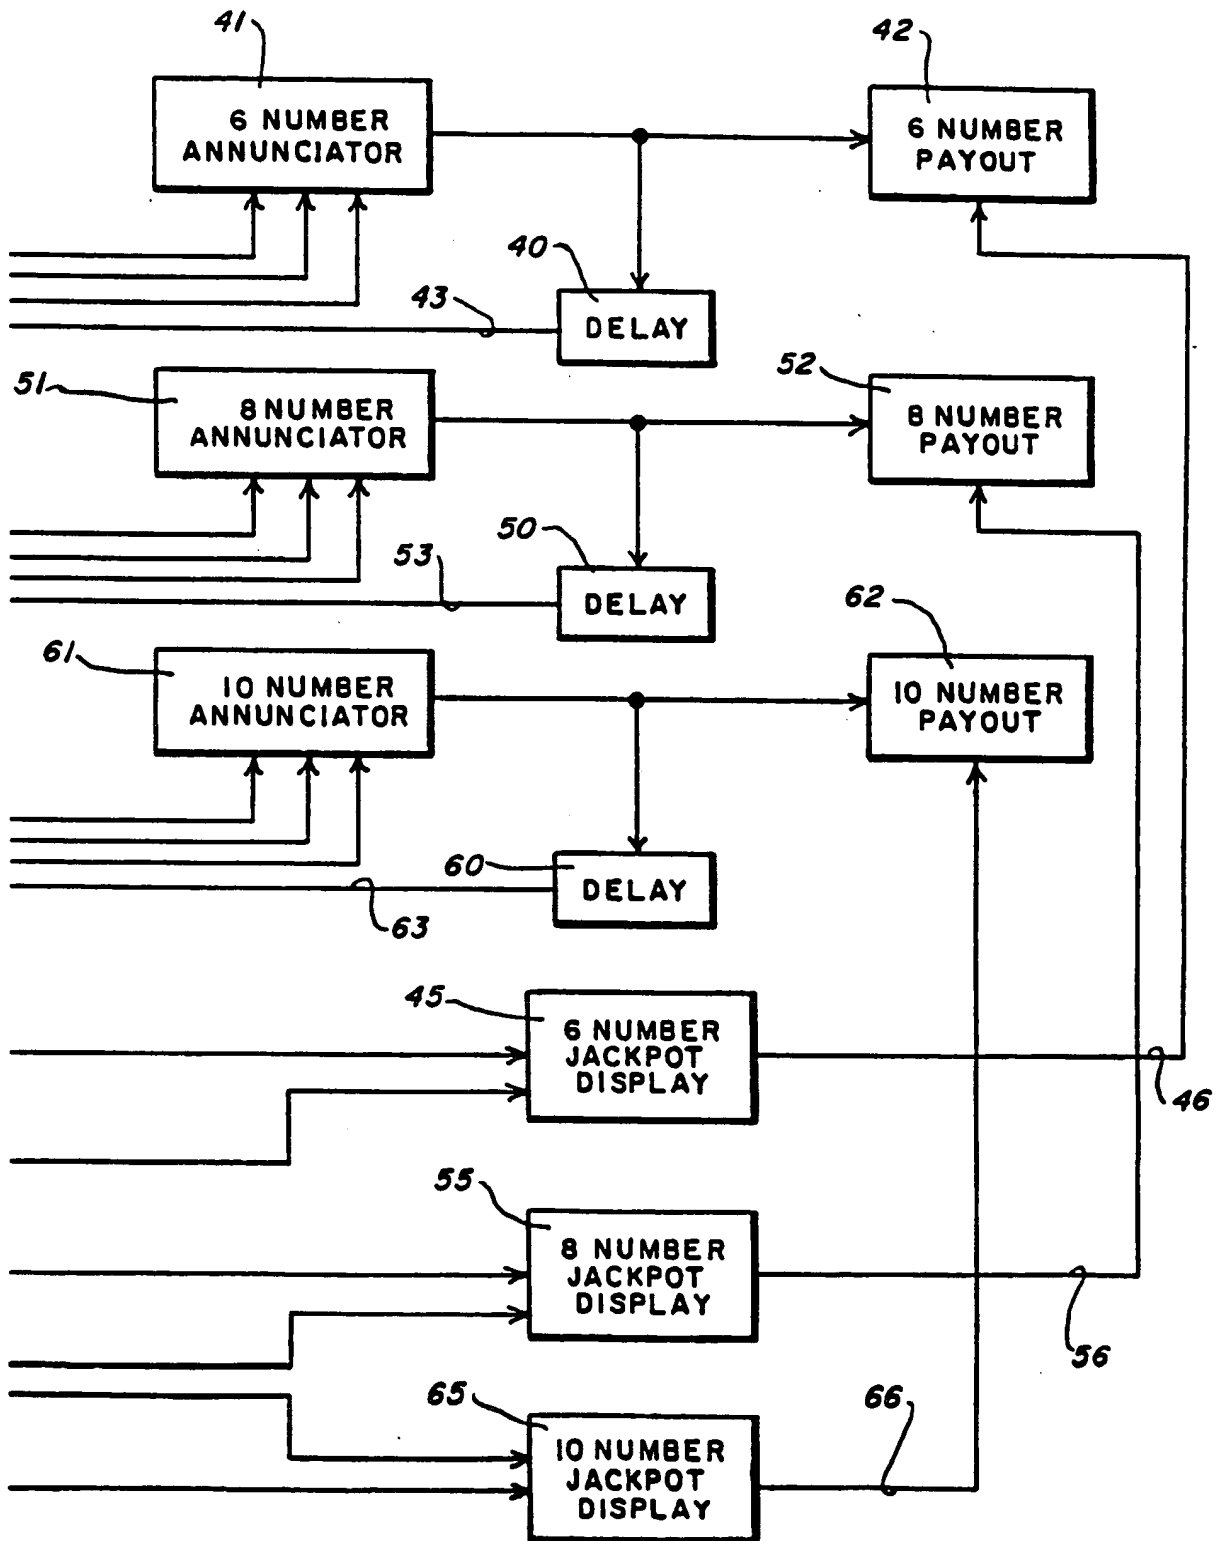 41
42
6 NUMBER
ANNUNCIATOR
6 NUMBER
PAYOUT
40
43
DELAY
51
52
8 NUMBER
ANNUNCIATOR
8 NUMBER
PAYOUT
50
53
DELAY
62
61
10 NUMBER
ANNUNCIATOR
10 NUMBER
PAYOUT
60
DELAY
63
45
6 NUMBER
JACKPOT
DISPLAY
46
55
8 NUMBER
JACKPOT
DISPLAY
56
65
66
10 NUMBER
JACKPOT
DISPLAY